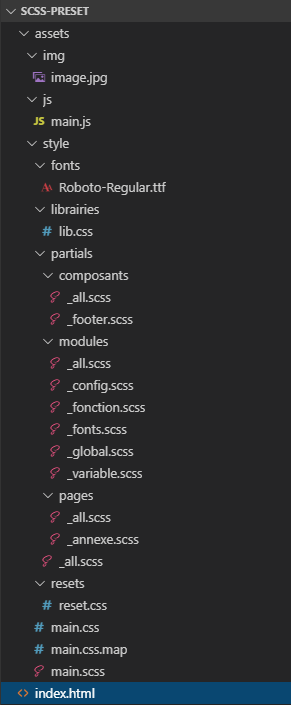 SCSS-PRESET
assets
img
image.jpg
js
JS main.js
style
fonts
Roboto-Regular.ttf
librairies
# lib.css
partials
composants
_all.scss
_footer.scss
modules
_all.scss
_config.scss
_fonction.scss
_fonts.scss
_global.scss
_variable.scss
pages
_all.scss
_annexe.scss
_all.scss
resets
# reset.css
# main.css
# main.css.map
main.scss
<> index.html